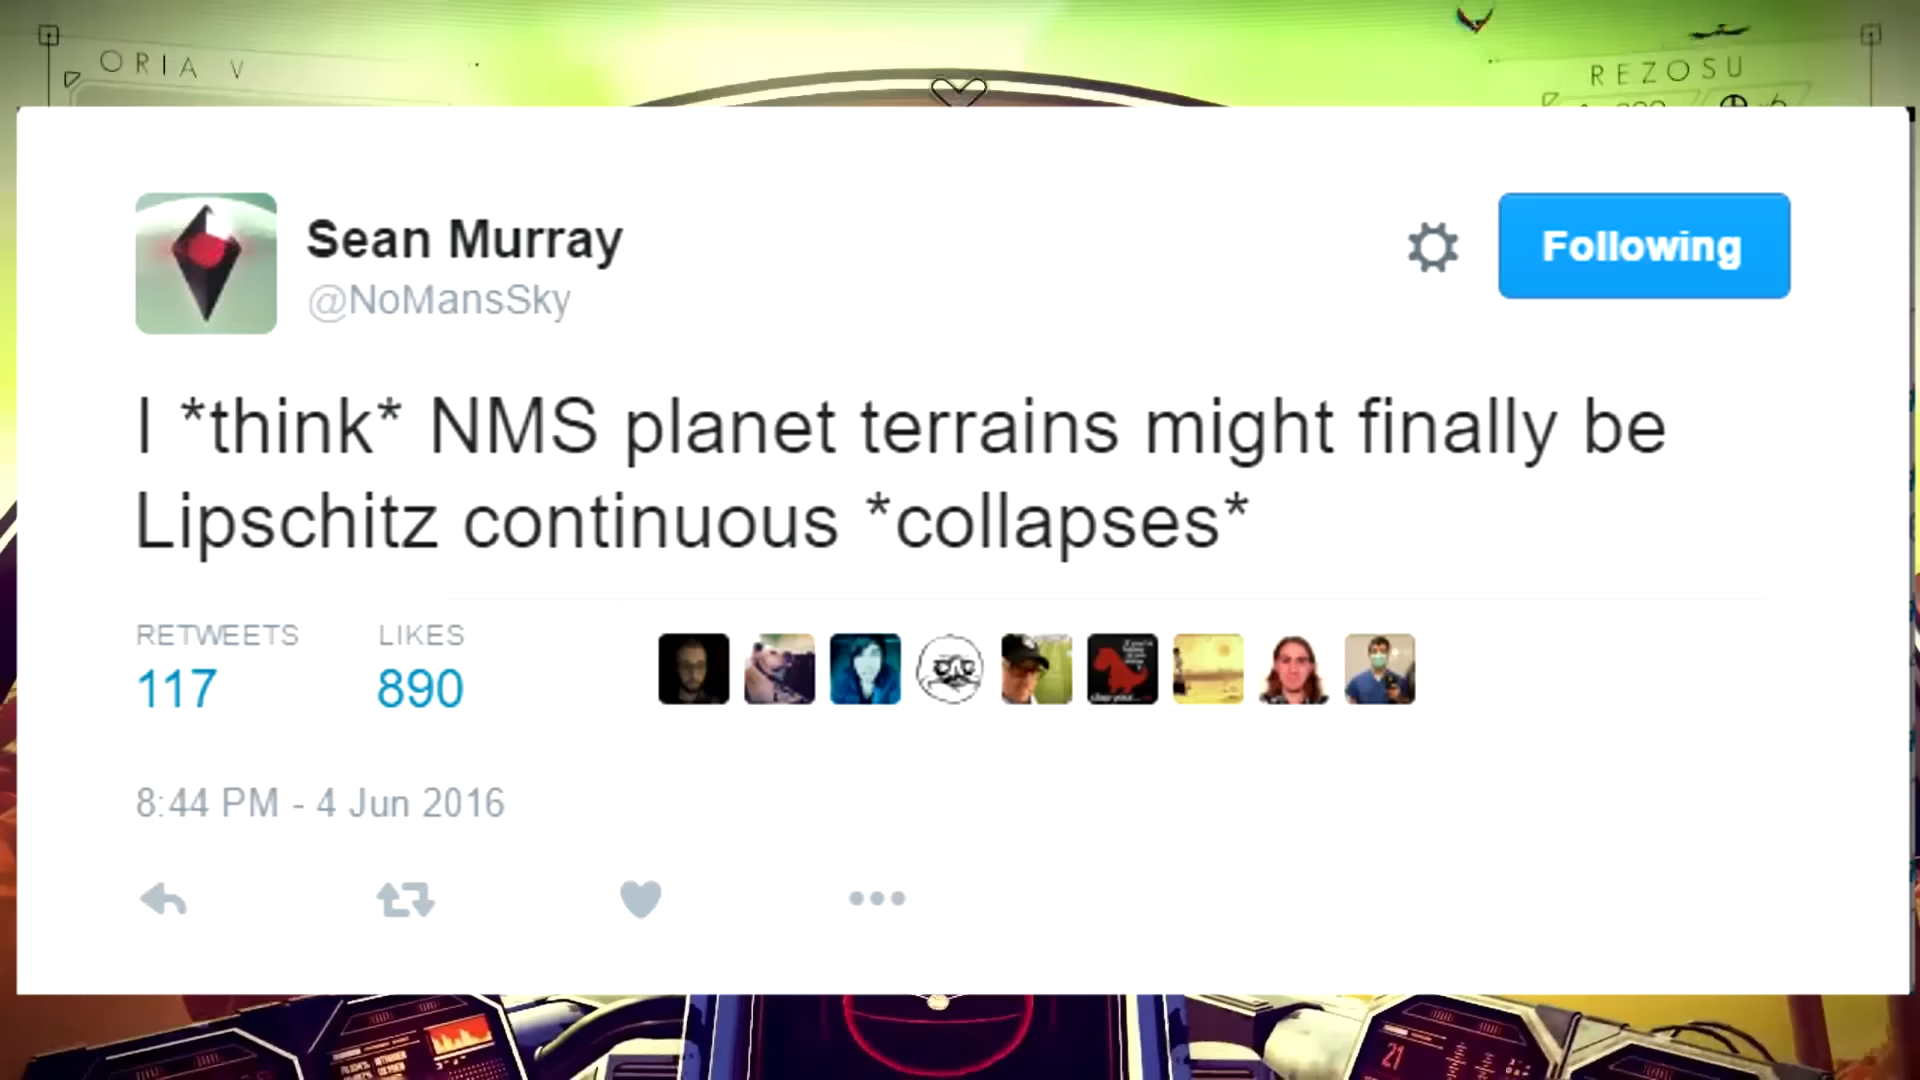 ORIA V
REZOSU
Sean Murray
@NoMansSky
Following
I *think* NMS planet terrains might finally be
Lipschitz continuous *collapses*
RETWEETS
LIKES
117
890
8:44 PM - 4 Jun 2016
21